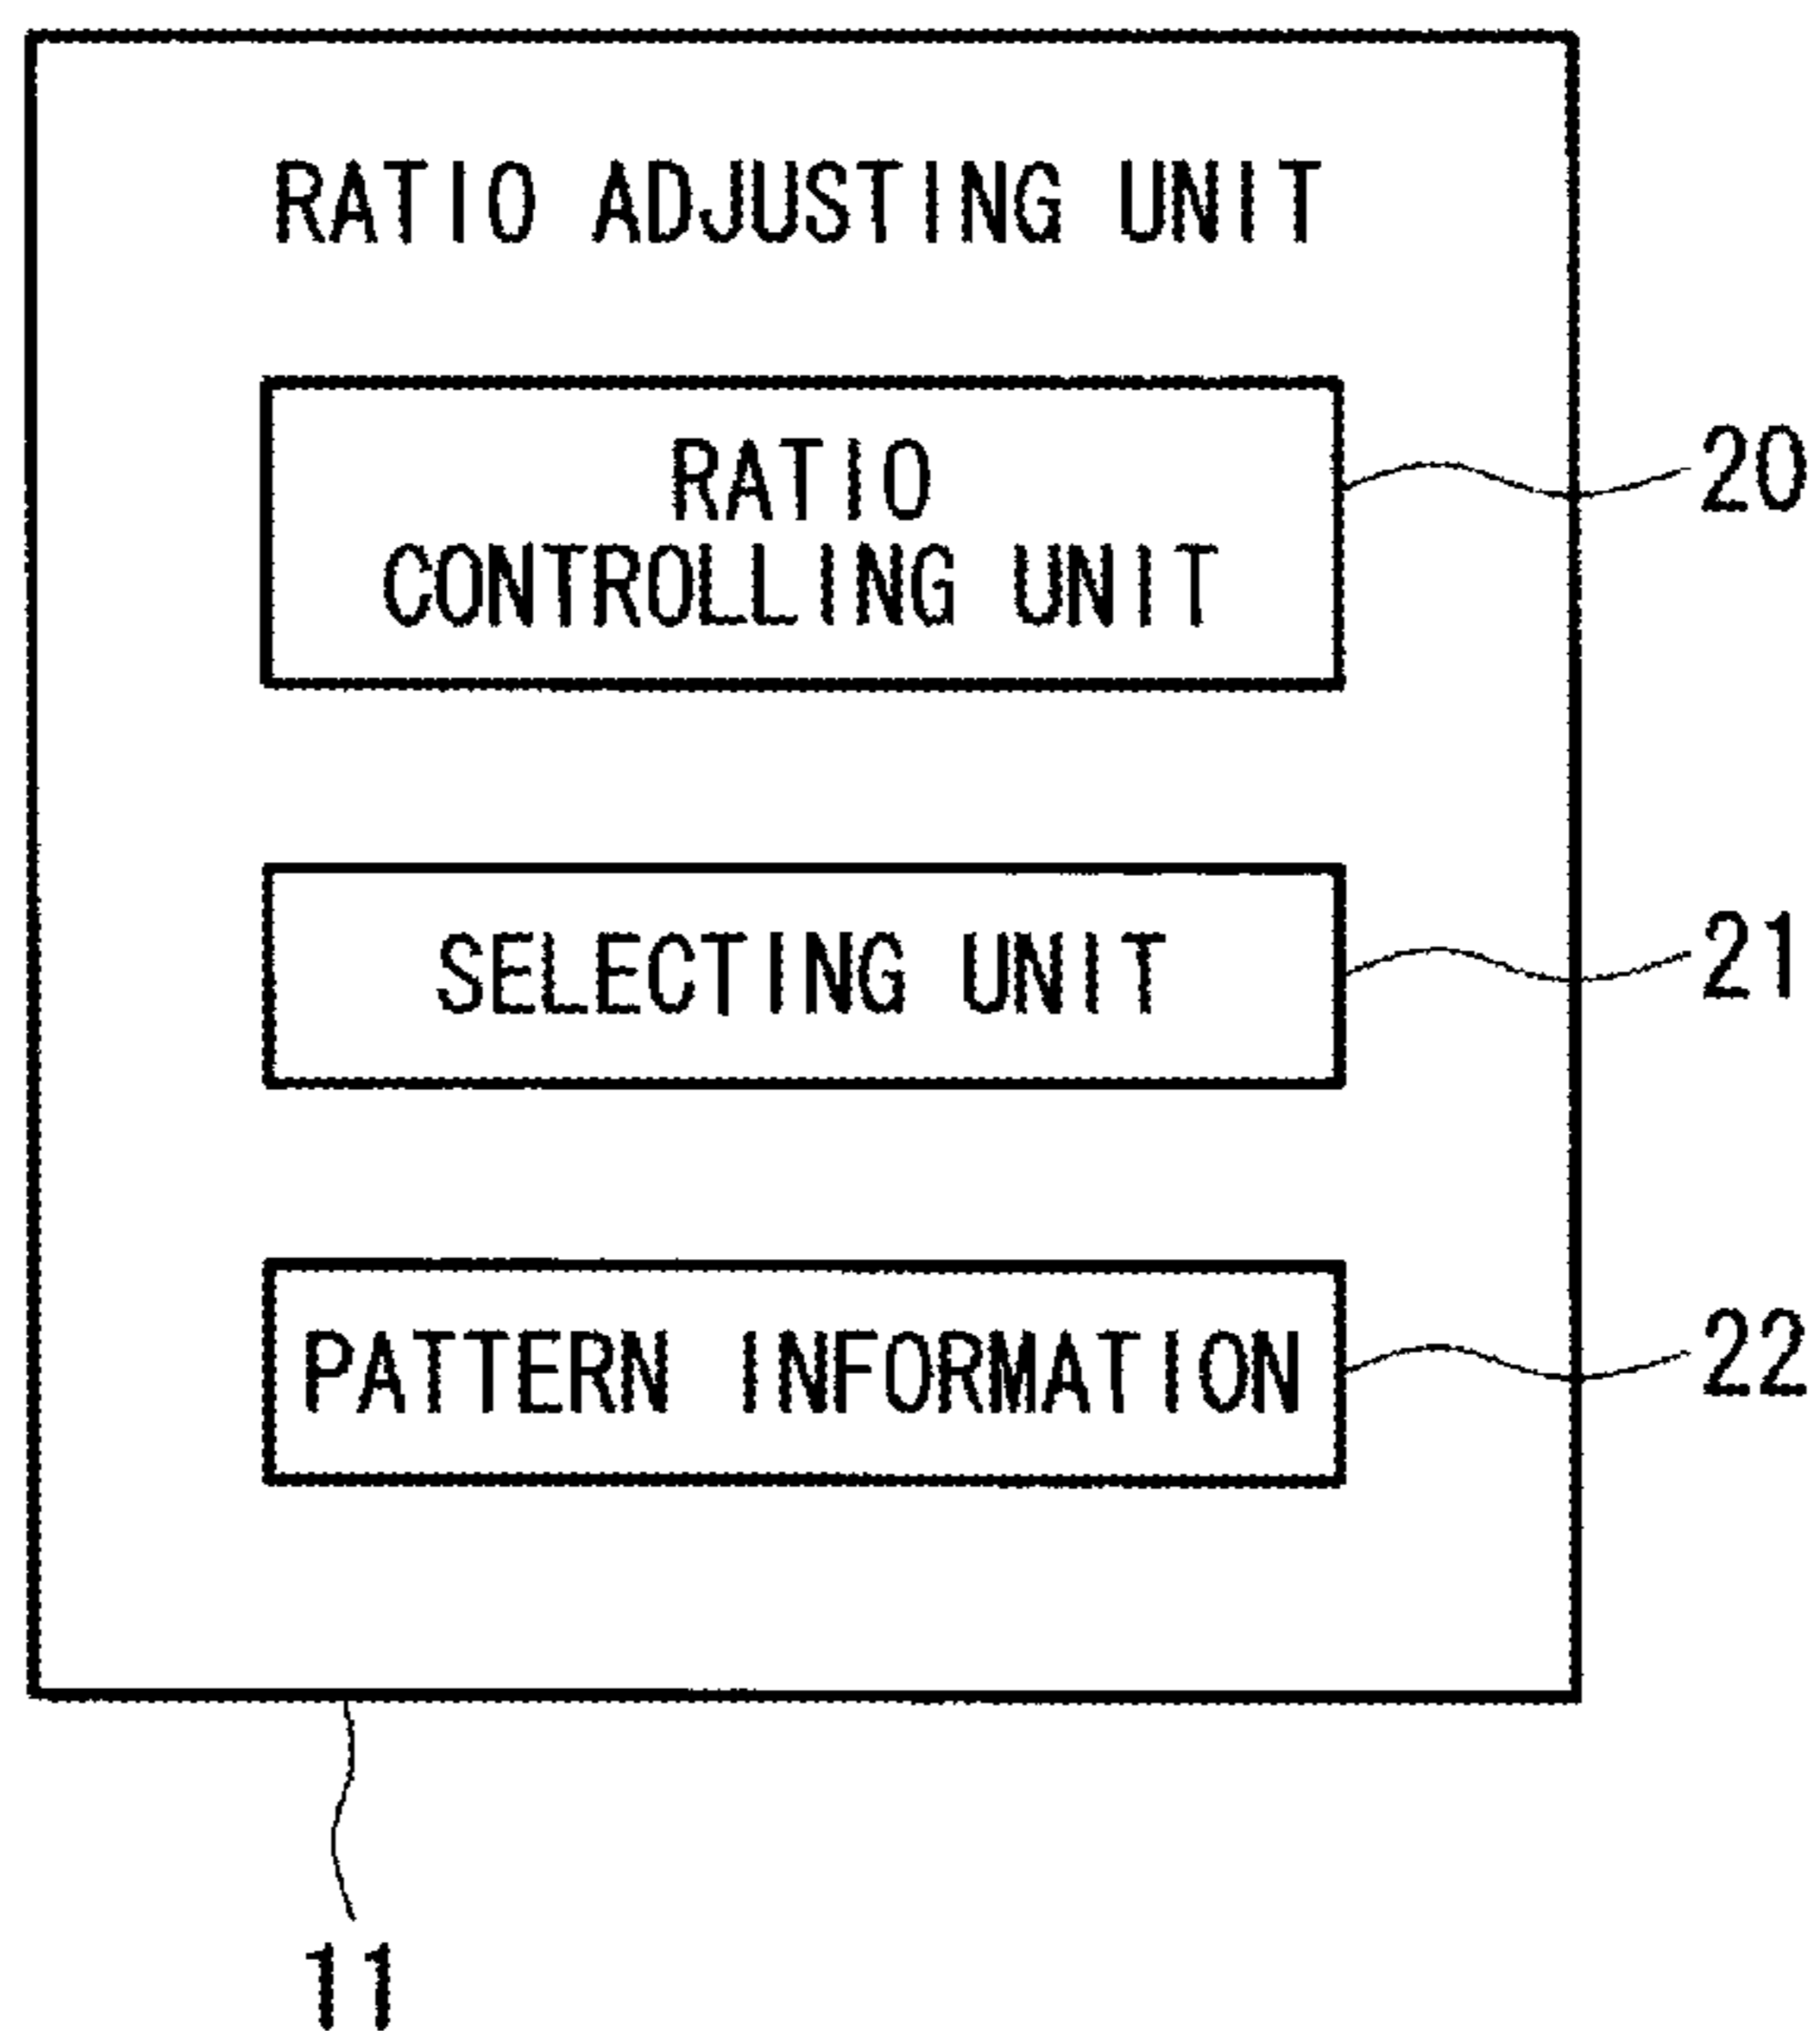 RATIO ADJUSTING UNIT
RATIO
CONTROLLING UNIT
20
SELECTING UNIT
21
PATTERN INFORMATION
22
11